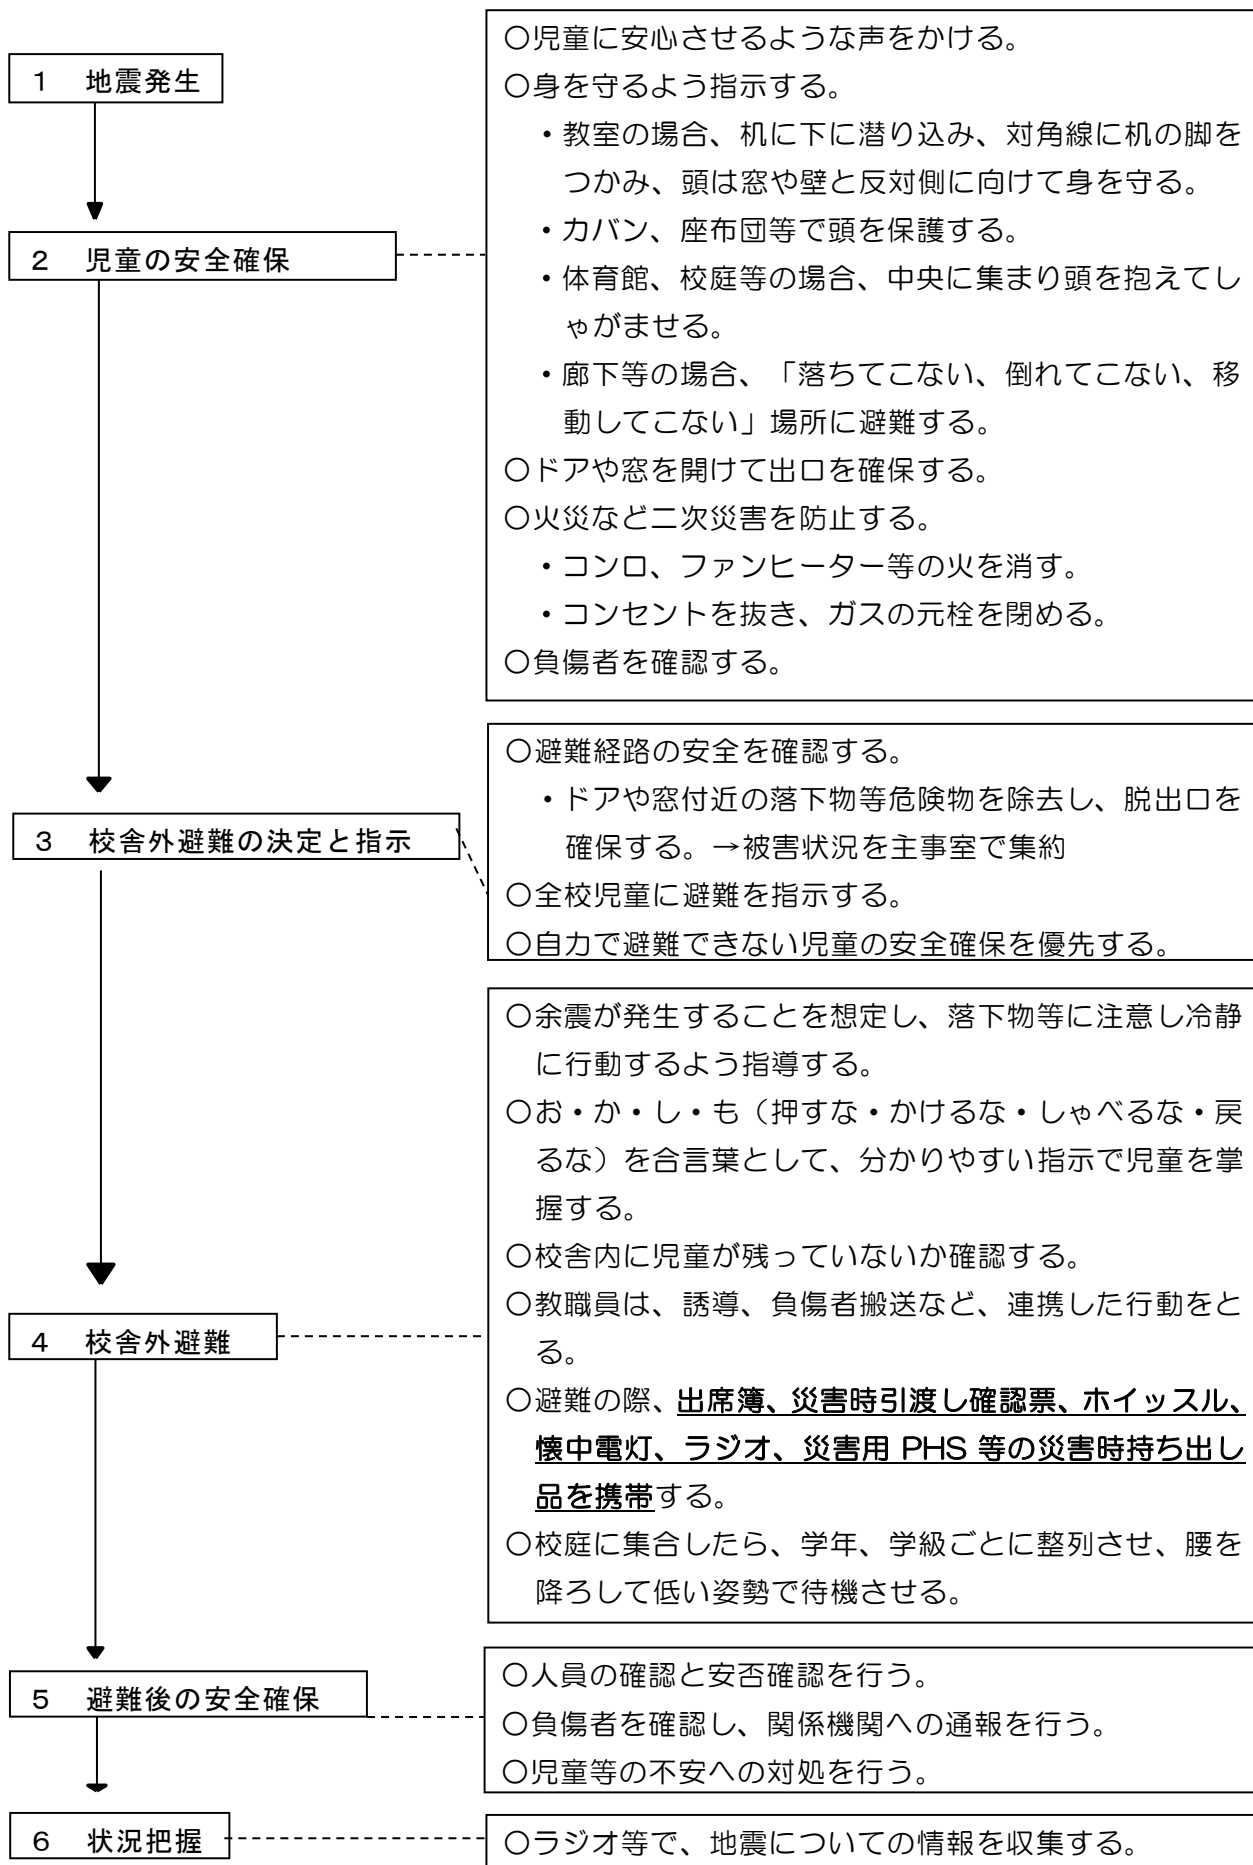 1 地震発生
○児童に安心させるような声をかける。
○身を守るよう指示する。
・教室の場合、机に下に潜り込み、対角線に机の脚を
つかみ、頭は窓や壁と反対側に向けて身を守る。
・カバン、座布団等で頭を保護する。
・体育館、校庭等の場合、中央に集まり頭を抱えてし
ゃがませる。
・廊下等の場合、「落ちてこない、倒れてこない、移
動してこない」場所に避難する。
○ドアや窓を開けて出口を確保する。
○火災など二次災害を防止する。
・コンロ、ファンヒーター等の火を消す。
・コンセントを抜き、ガスの元栓を閉める。
○負傷者を確認する。
2 児童の安全確保
3 校舎外避難の決定と指示
○避難経路の安全を確認する。
・ドアや窓付近の落下物等危険物を除去し、脱出口を
確保する。→被害状況を主事室で集約
○全校児童に避難を指示する。
○自力で避難できない児童の安全確保を優先する。
4 校舎外避難
○余震が発生することを想定し、落下物等に注意し冷静
に行動するよう指導する。
○お・か・し・も（押すな・かけるな・しゃべるな・戻
るな）を合言葉として、分かりやすい指示で児童を掌
握する。
○校舎内に児童が残っていないか確認する。
○教職員は、誘導、負傷者搬送など、連携した行動をと
る。
○避難の際、出席簿、災害時引渡し確認票、ホイッスル、
懐中電灯、ラジオ、災害用 PHS 等の災害時持ち出し
品を携帯する。
○校庭に集合したら、学年、学級ごとに整列させ、腰を
降ろして低い姿勢で待機させる。
5 避難後の安全確保
○人員の確認と安否確認を行う。
○負傷者を確認し、関係機関への通報を行う。
○児童等の不安への対処を行う。
6 状況把握
○ラジオ等で、地震についての情報を収集する。